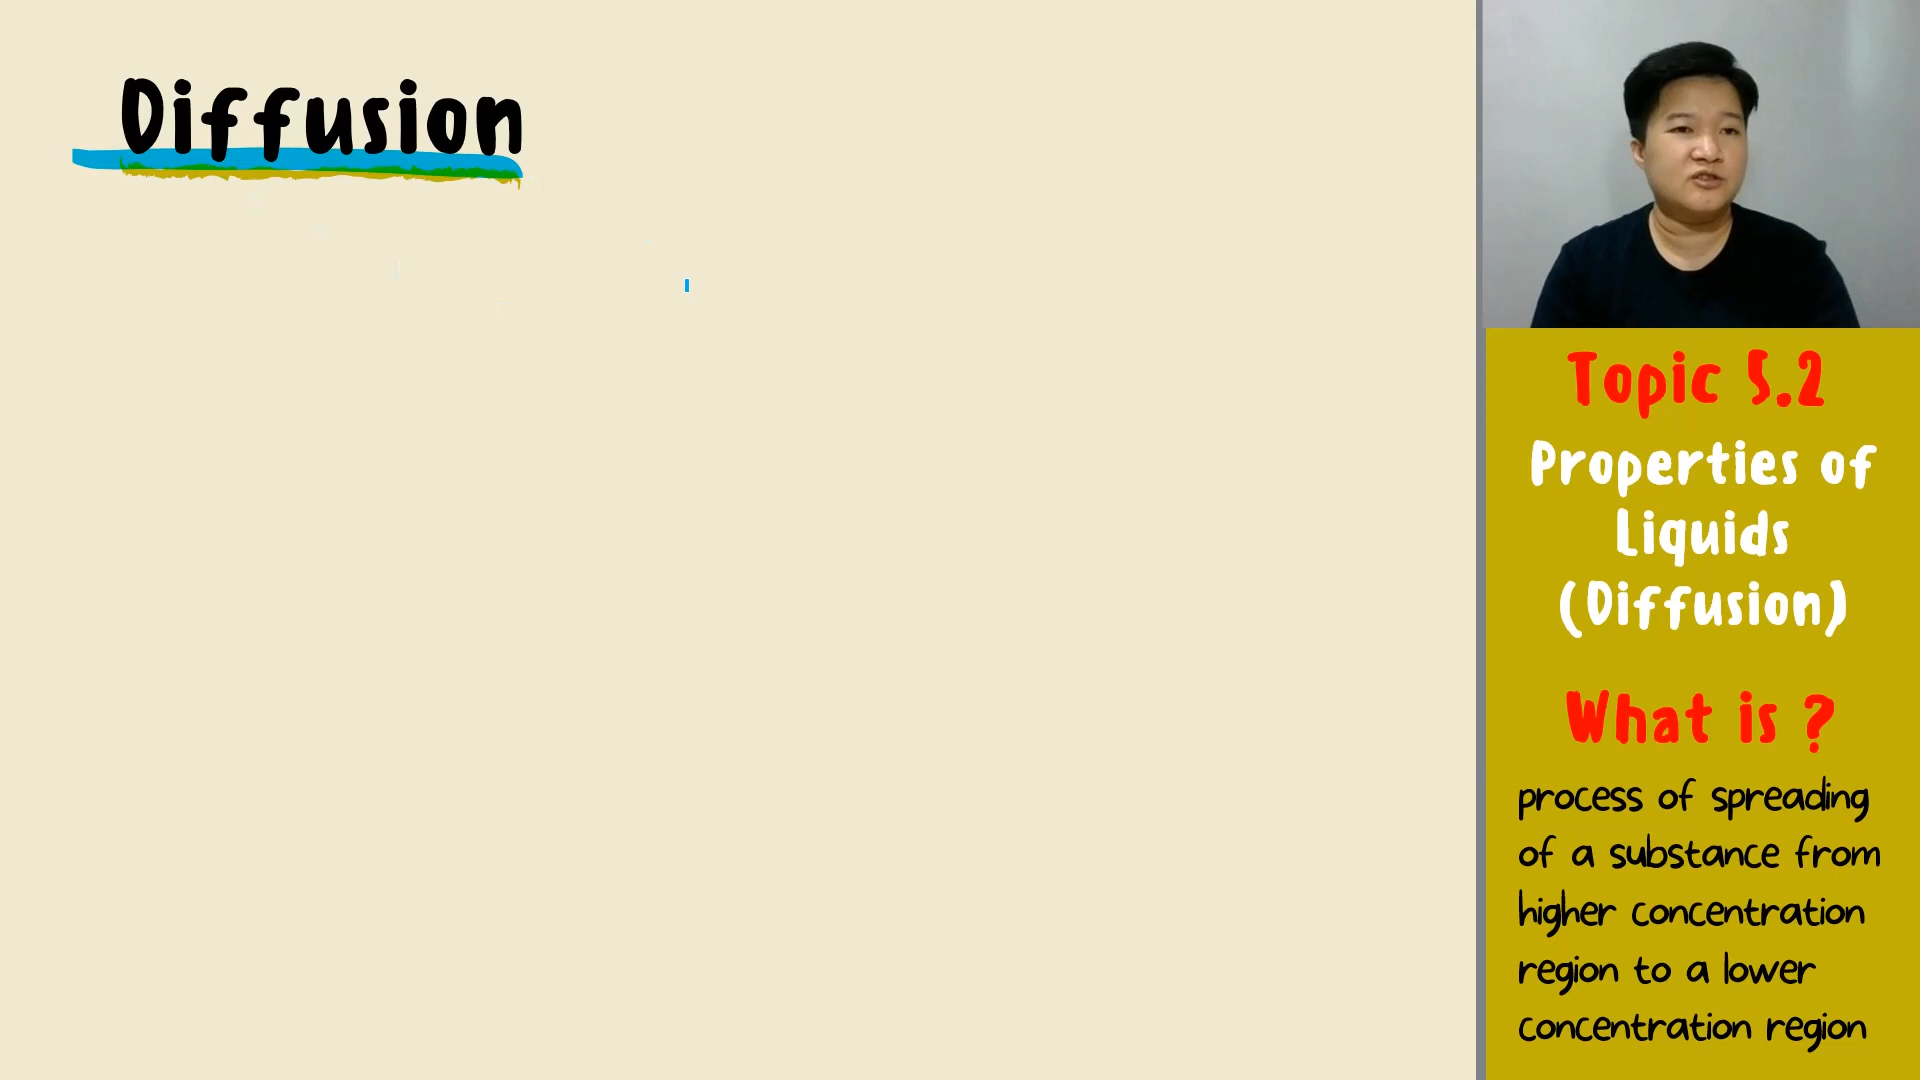 Diffusion
Topic 5.2
Properties of
Liquids
(Diffusion)
What is ?
process of spreading
of a substance from
higher concentration
region to a lower
concentration region